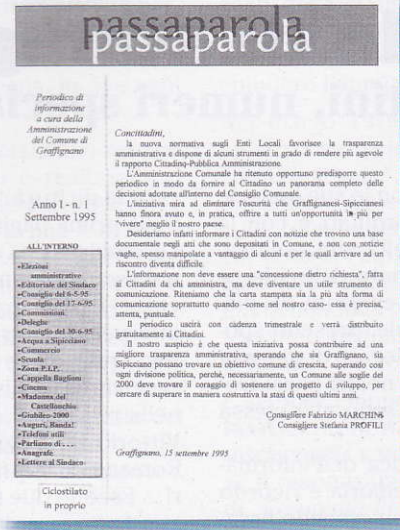 passaparola
passaparola
Periodico di
informazione
a cura della
Amministrazione
del Comune di
Graffignano
Anno I - n. 1
Settembre 1995
ALL'INTERNO
Elezioni
amministrative
Editoriale del Sindaco
Consiglio del 6-5-95
Consiglio del 17-6-95
Commissioni
Deleghe
Consiglio del 30-6-95
Acqua a Sipicciano
Commercio
Scuola
Zona P.I.P.
Cappella Baglioni
Cinema
Madonna del
Castellonchio
Giubileo 2000
Auguri, Banda!
Telefoni utili
Parliamo di . . .
Anagrafe
Lettere al Sindaco
Ciclostilato
in proprio
Concittadini,
la nuova normativa sugli Enti Locali favorisce la trasparenza
amministrativa e dispone di alcuni strumenti in grado di rendere più agevole
il rapporto Cittadino-Pubblica Amministrazione.
L'Amministrazione Comunale ha ritenuto opportuno predisporre questo
periodico in modo da fornire al Cittadino un panorama completo delle
decisioni adottate all'interno del Consiglio Comunale.
L'iniziativa mira ad eliminare l'oscurità che Graffignanesi-Sipiccianesi
hanno finora avuto e, in pratica, offrire a tutti un'opportunità in più per
"vivere" meglio il nostro paese.
Desideriamo infatti informare i Cittadini con notizie che trovino una base
documentale negli atti che sono depositati in Comune, e non con notizie
vaghe, spesso manipolate a vantaggio di alcuni e per le quali arrivare ad un
riscontro diventa difficile.
L'informazione non deve essere una "concessione dietro richiesta", fatta
ai Cittadini da chi amministra, ma deve diventare un utile strumento di
comunicazione. Riteniamo che la carta stampata sia la più alta forma di
comunicazione soprattutto quando -come nel nostro caso- essa è precisa,
attenta, puntuale.
Il periodico uscirà con cadenza trimestrale e verrà distribuito
gratuitamente ai Cittadini.
Il nostro auspicio è che questa iniziativa possa contribuire ad una
migliore trasparenza amministrativa, sperando che sia Graffignano, sia
Sipicciano possano trovare un obiettivo comune di crescita, superando così
ogni divisione politica, perchè, necessariamente, un Comune alle soglie del
2000 deve trovare il coraggio di sostenere un progetto di sviluppo, per
cercare di superare in maniera costruttiva la stasi di questi ultimi anni.
Consigliere Fabrizio MARCHINI
Consigliere Stefania PROFILI
Graffignano, 15 settembre 1995